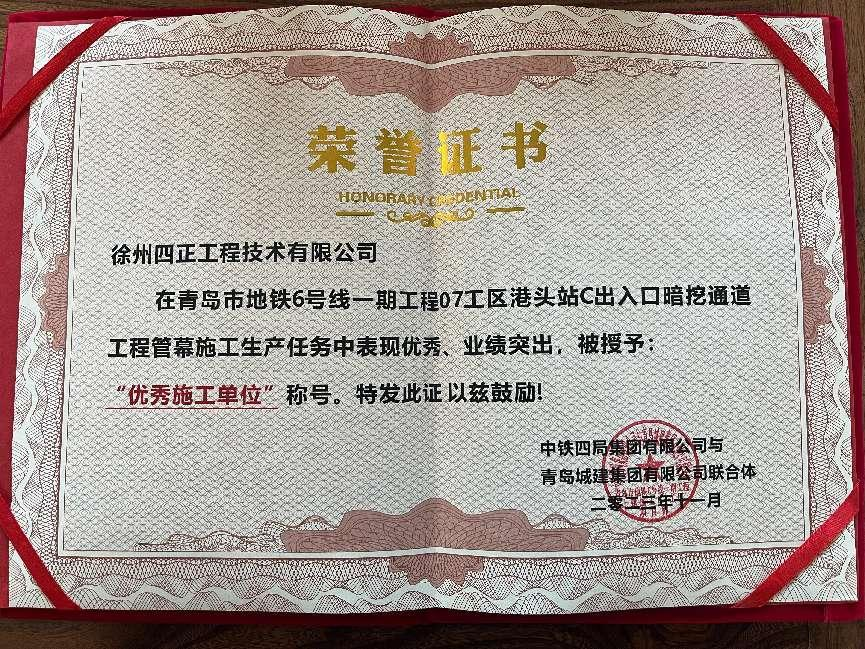 荣誉证书
HONORARY CREDENTIAL
徐州四正工程技术有限公司
在青岛市地铁6号线一期工程07工区港头站C出入口暗挖通道
工程管幕施工生产任务中表现优秀、业绩突出，被授予：
“优秀施工单位”称号。特发此证以兹鼓励!
中铁四局集团有限公司与
青岛城建集团有限公司联合体
二零二三年十一月